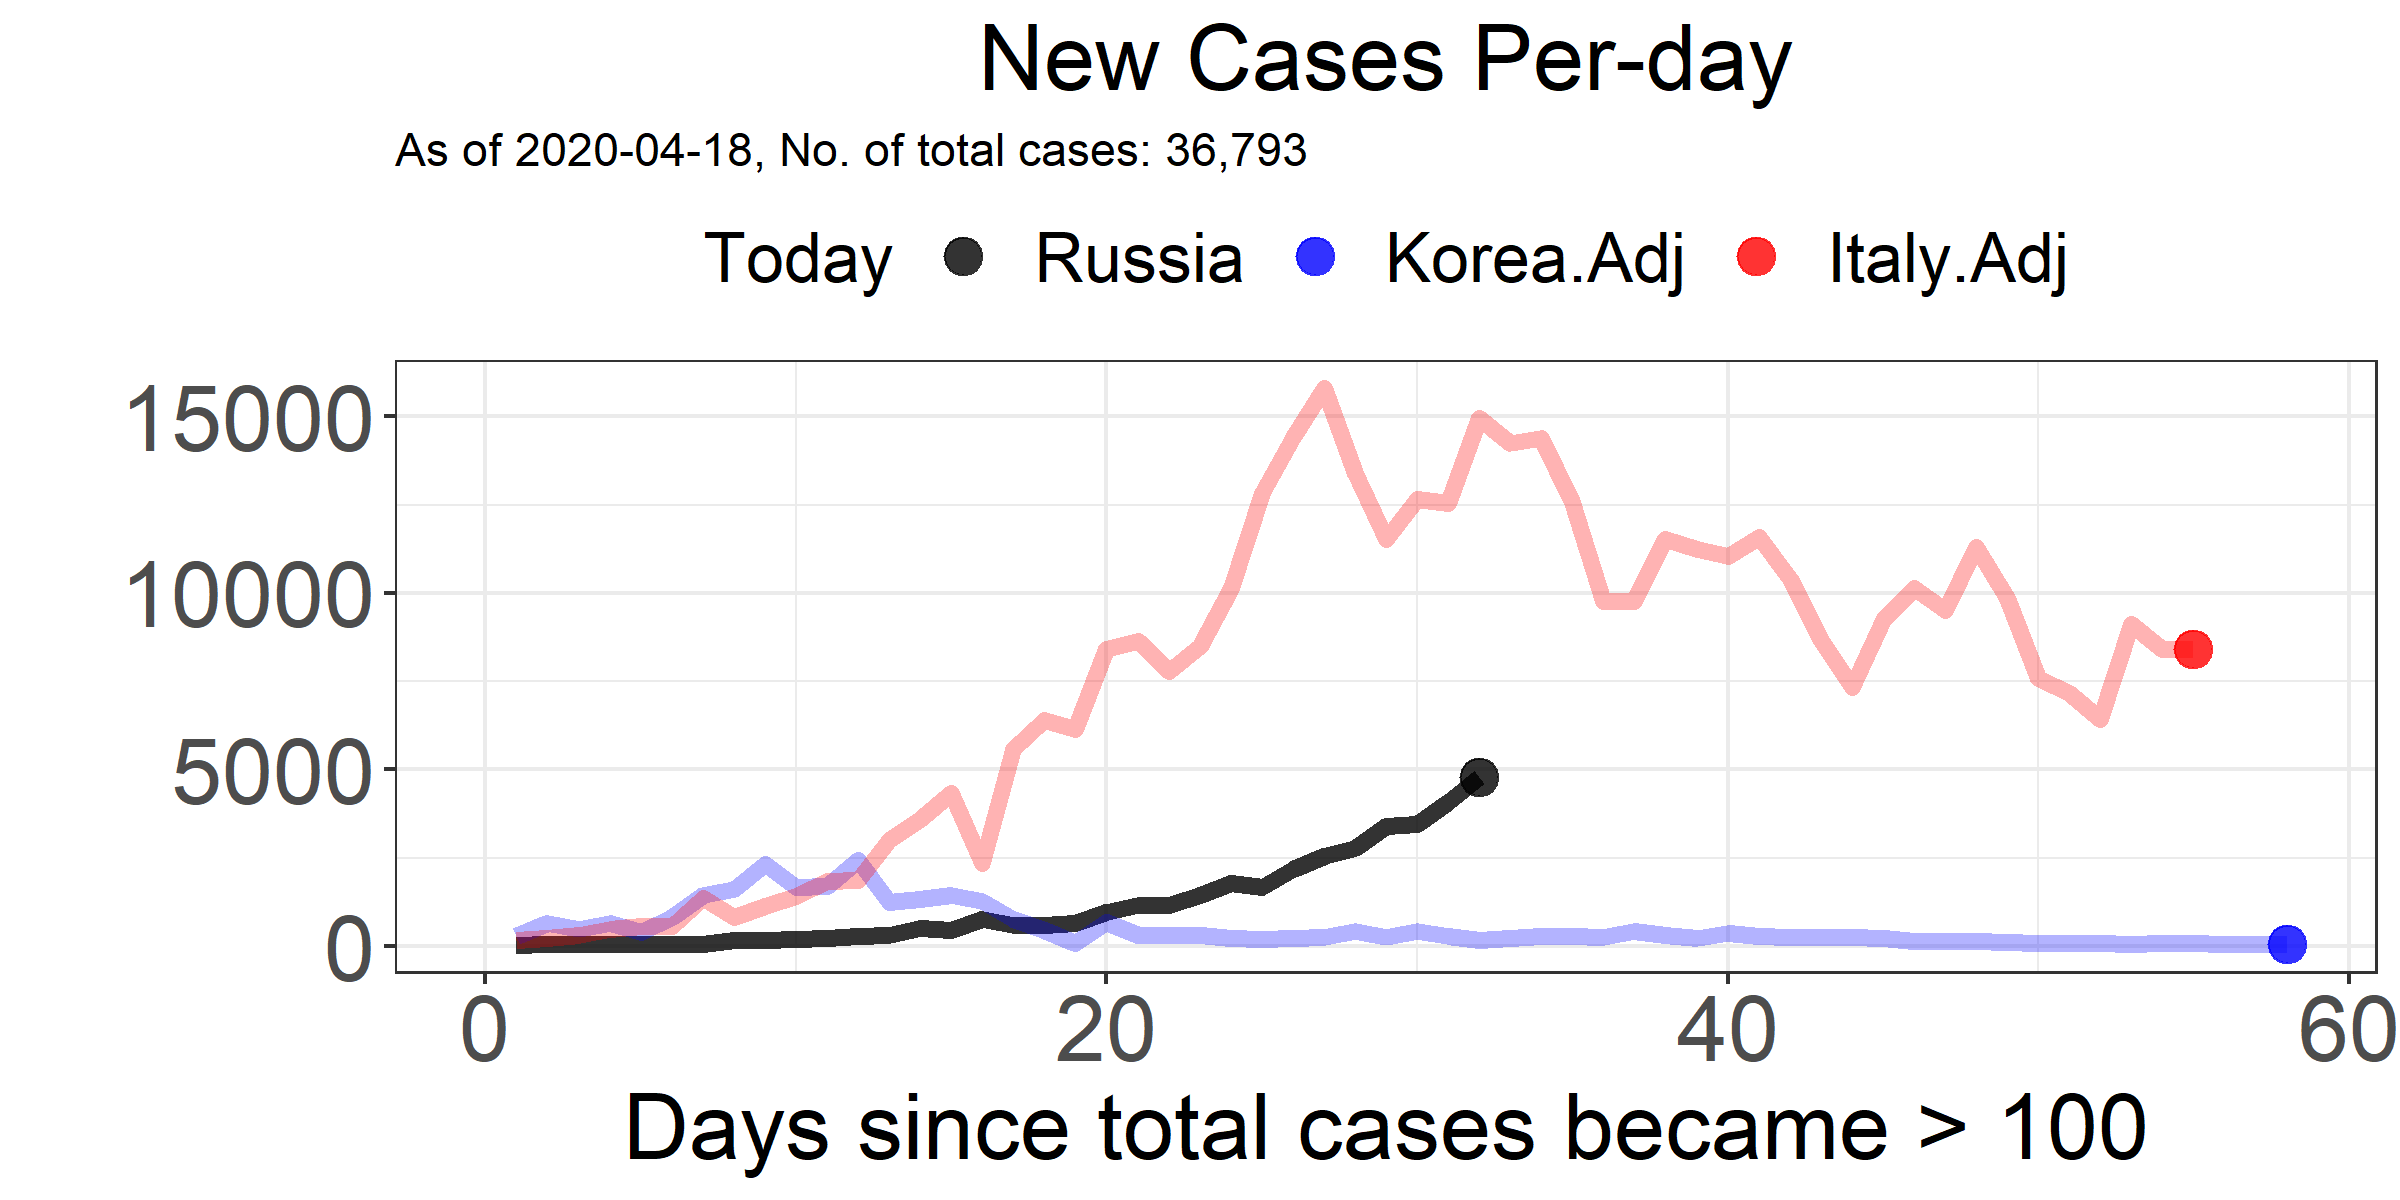 New Cases Per-day
As of 2020-04-18, No. of total cases: 36,793
Today Russia Korea.Adj Italy.Adj
15000
10000
5000
0
0 20 40 60
Days since total cases became > 100